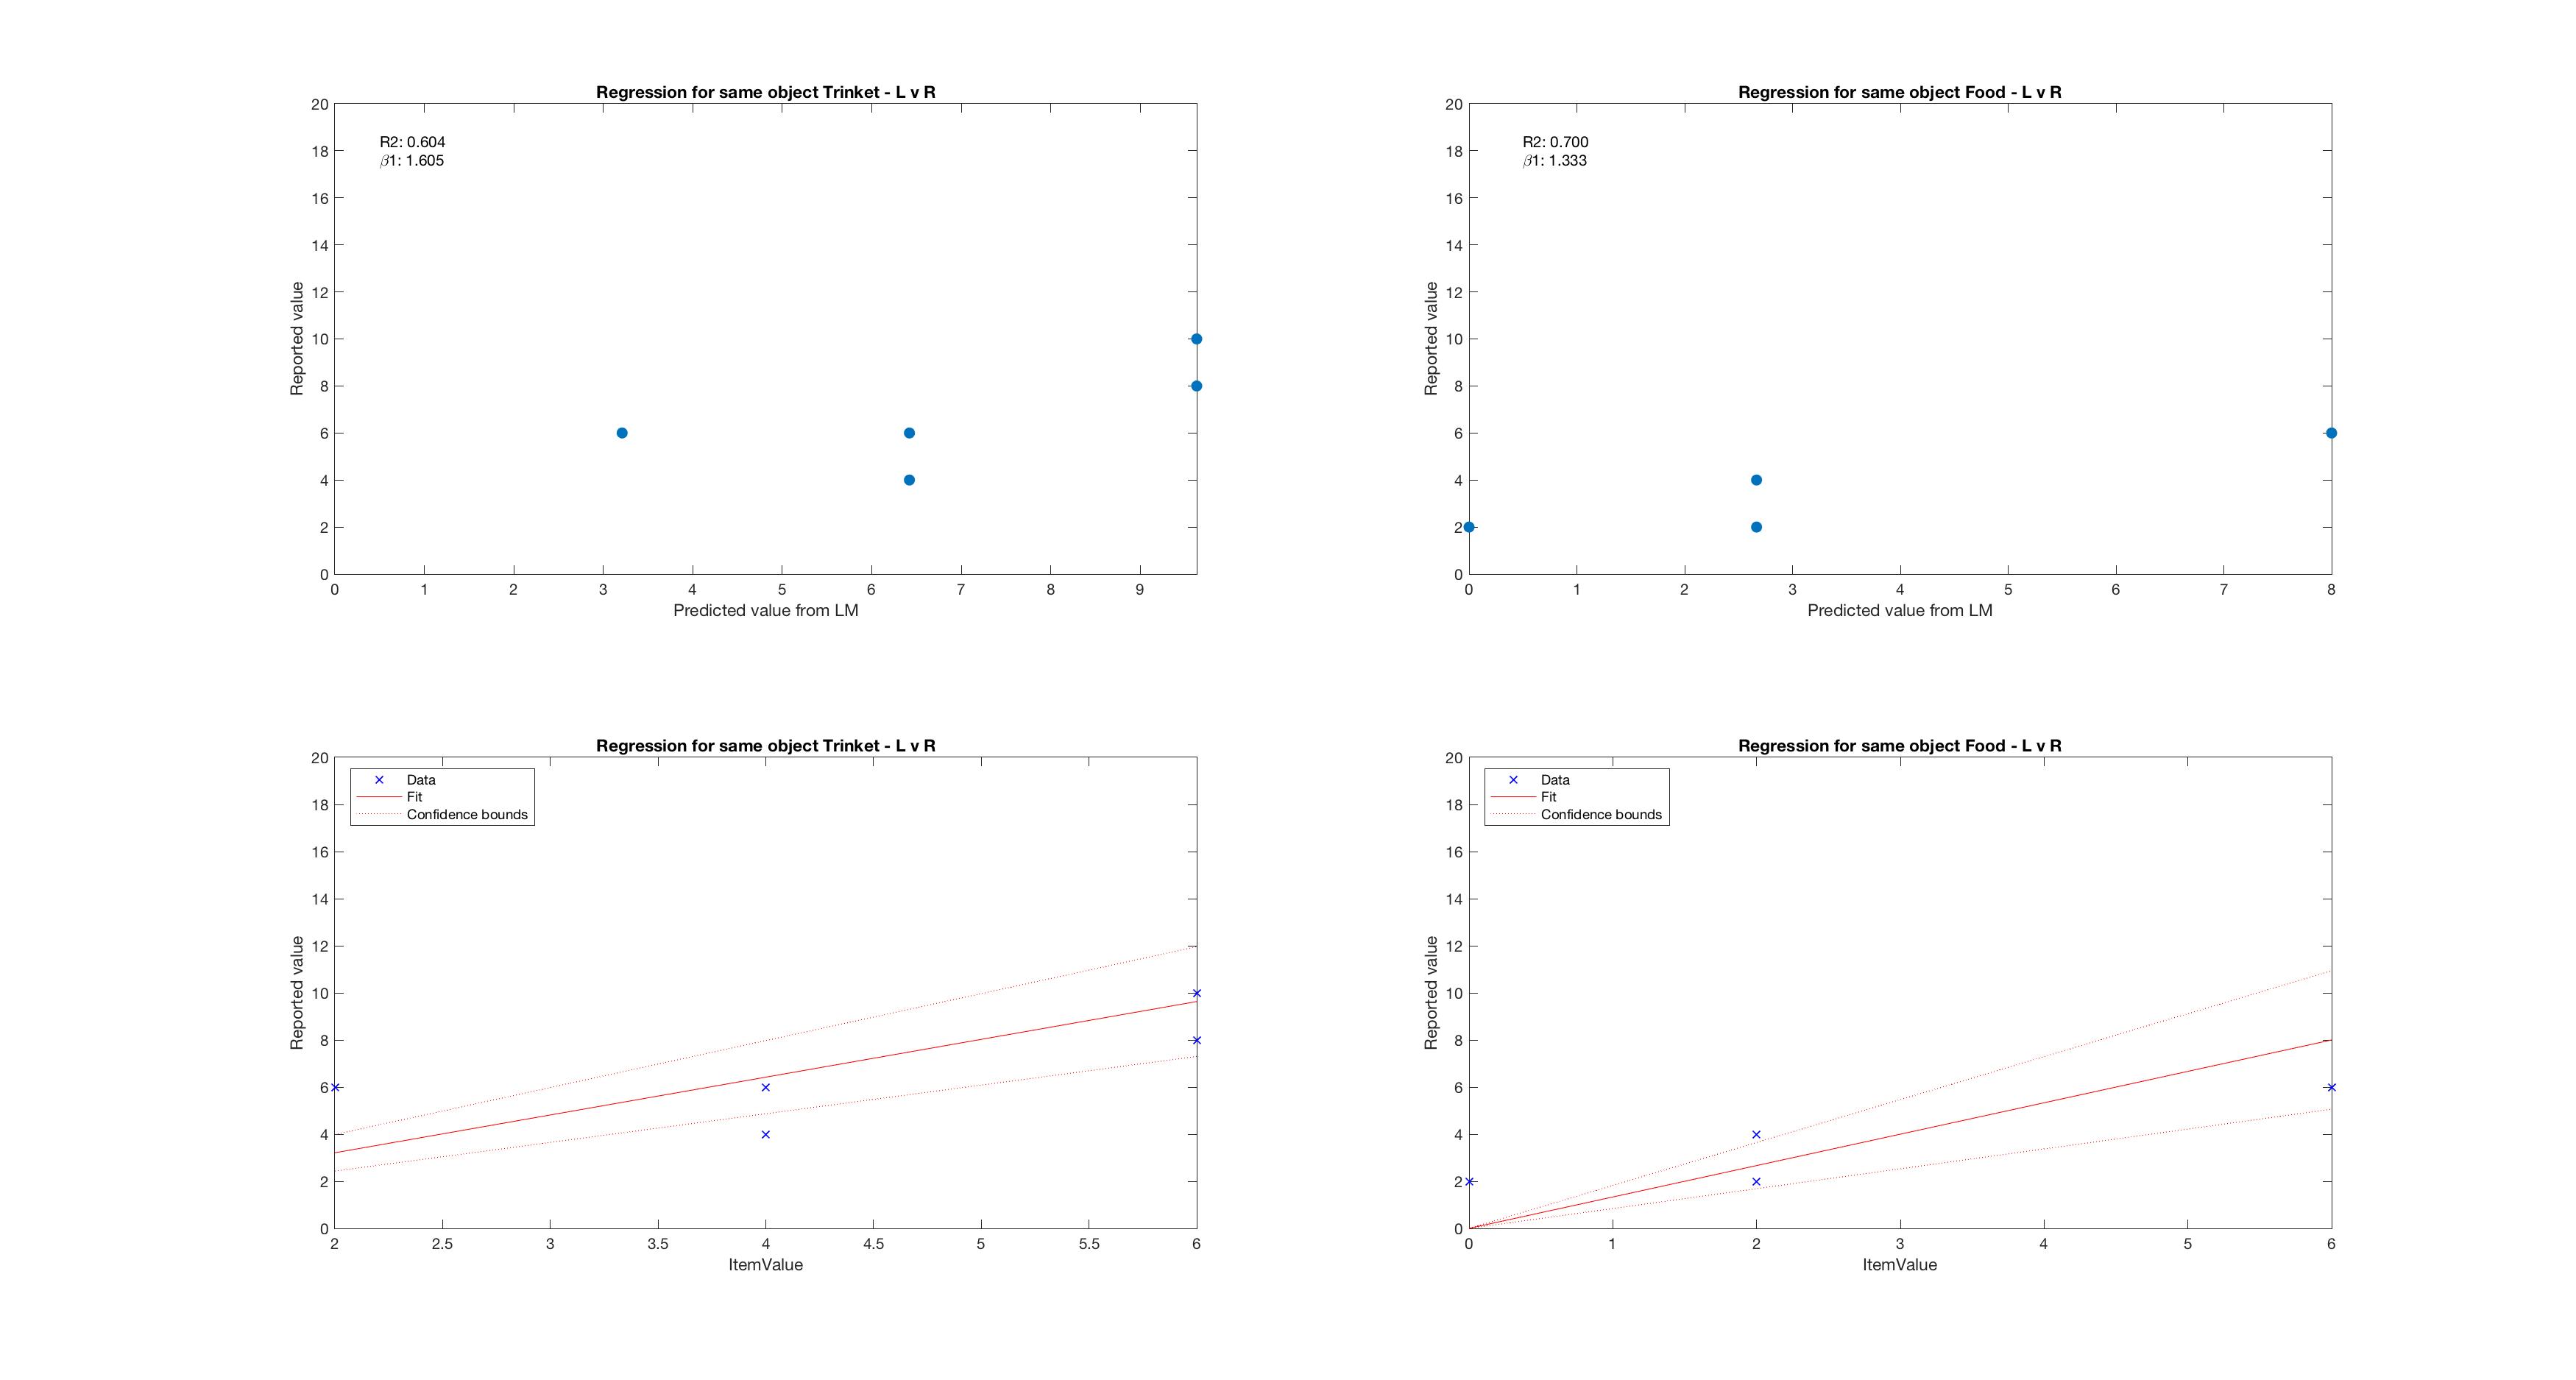 Regression for same object Trinket - L v R
R2: 0.604
β1: 1.605
Reported value
20
18
16
14
12
10
8
6
4
2
0
0 1 2 3 4 5 6 7 8 9
Predicted value from LM
Regression for same object Food - L v R
R2: 0.700
β1: 1.333
Reported value
20
18
16
14
12
10
8
6
4
2
0
0 1 2 3 4 5 6 7 8
Predicted value from LM
Regression for same object Trinket - L v R
Data
Fit
Confidence bounds
Reported value
20
18
16
14
12
10
8
6
4
2
0
2 2.5 3 3.5 4 4.5 5 5.5 6
ItemValue
Regression for same object Food - L v R
Data
Fit
Confidence bounds
Reported value
20
18
16
14
12
10
8
6
4
2
0
0 1 2 3 4 5 6
ItemValue